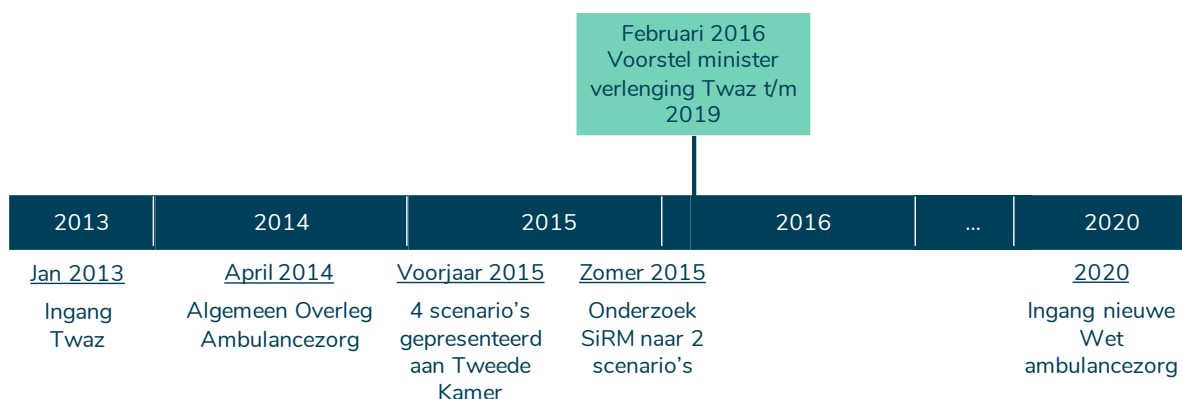 Februari 2016
Voorstel minister
verlenging Twaz t/m
2019
2013
2014
2015
2016
...
2020
Jan 2013
Ingang
Twaz
April 2014
Algemeen Overleg
Ambulancezorg
Voorjaar 2015
4 scenario’s
gepresenteerd
aan Tweede
Kamer
Zomer 2015
Onderzoek
SiRM naar 2
scenario’s
2020
Ingang nieuwe
Wet
ambulancezorg